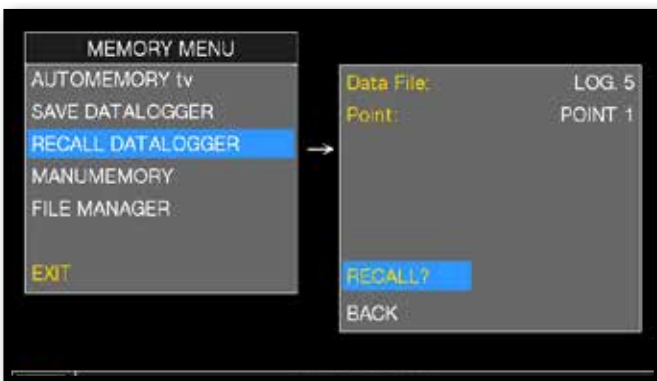 MEMORY MENU
AUTOMEMORY tv
SAVE DATALOGGER
RECALL DATALOGGER
MANUMEMORY
FILE MANAGER
EXIT
Data File: LOG. 5
Point: POINT 1
RECALL?
BACK